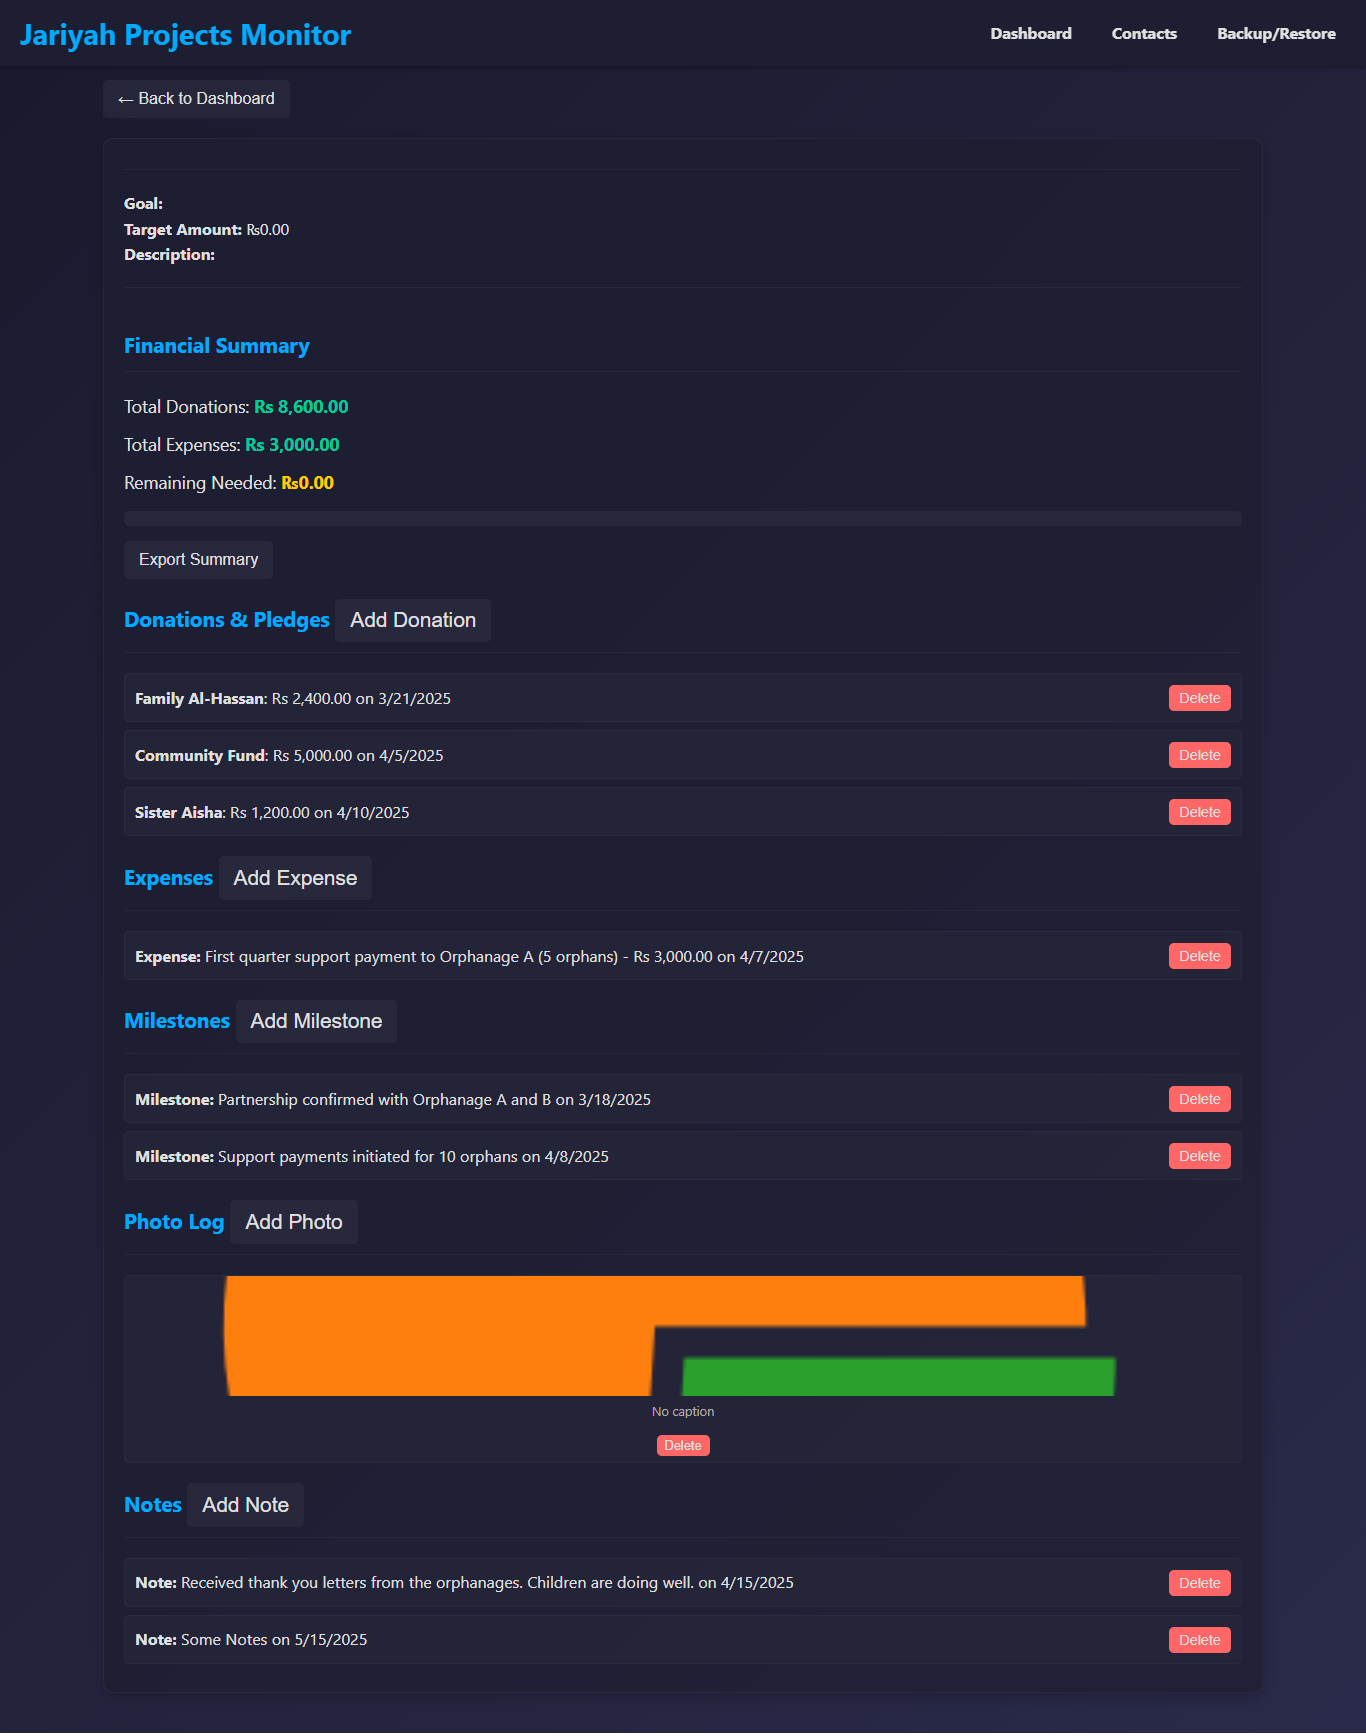 Jariyah Projects Monitor
Dashboard
Contacts
Backup/Restore
← Back to Dashboard
Goal:
Target Amount: ₨0.00
Description:
Financial Summary
Total Donations: Rs 8,600.00
Total Expenses: Rs 3,000.00
Remaining Needed: ₨0.00
Export Summary
Donations & Pledges Add Donation
Family Al-Hassan: Rs 2,400.00 on 3/21/2025 Delete
Community Fund: Rs 5,000.00 on 4/5/2025 Delete
Sister Aisha: Rs 1,200.00 on 4/10/2025 Delete
Expenses Add Expense
Expense: First quarter support payment to Orphanage A (5 orphans) - Rs 3,000.00 on 4/7/2025 Delete
Milestones Add Milestone
Milestone: Partnership confirmed with Orphanage A and B on 3/18/2025 Delete
Milestone: Support payments initiated for 10 orphans on 4/8/2025 Delete
Photo Log Add Photo
No caption
Delete
Notes Add Note
Note: Received thank you letters from the orphanages. Children are doing well. on 4/15/2025 Delete
Note: Some Notes on 5/15/2025 Delete